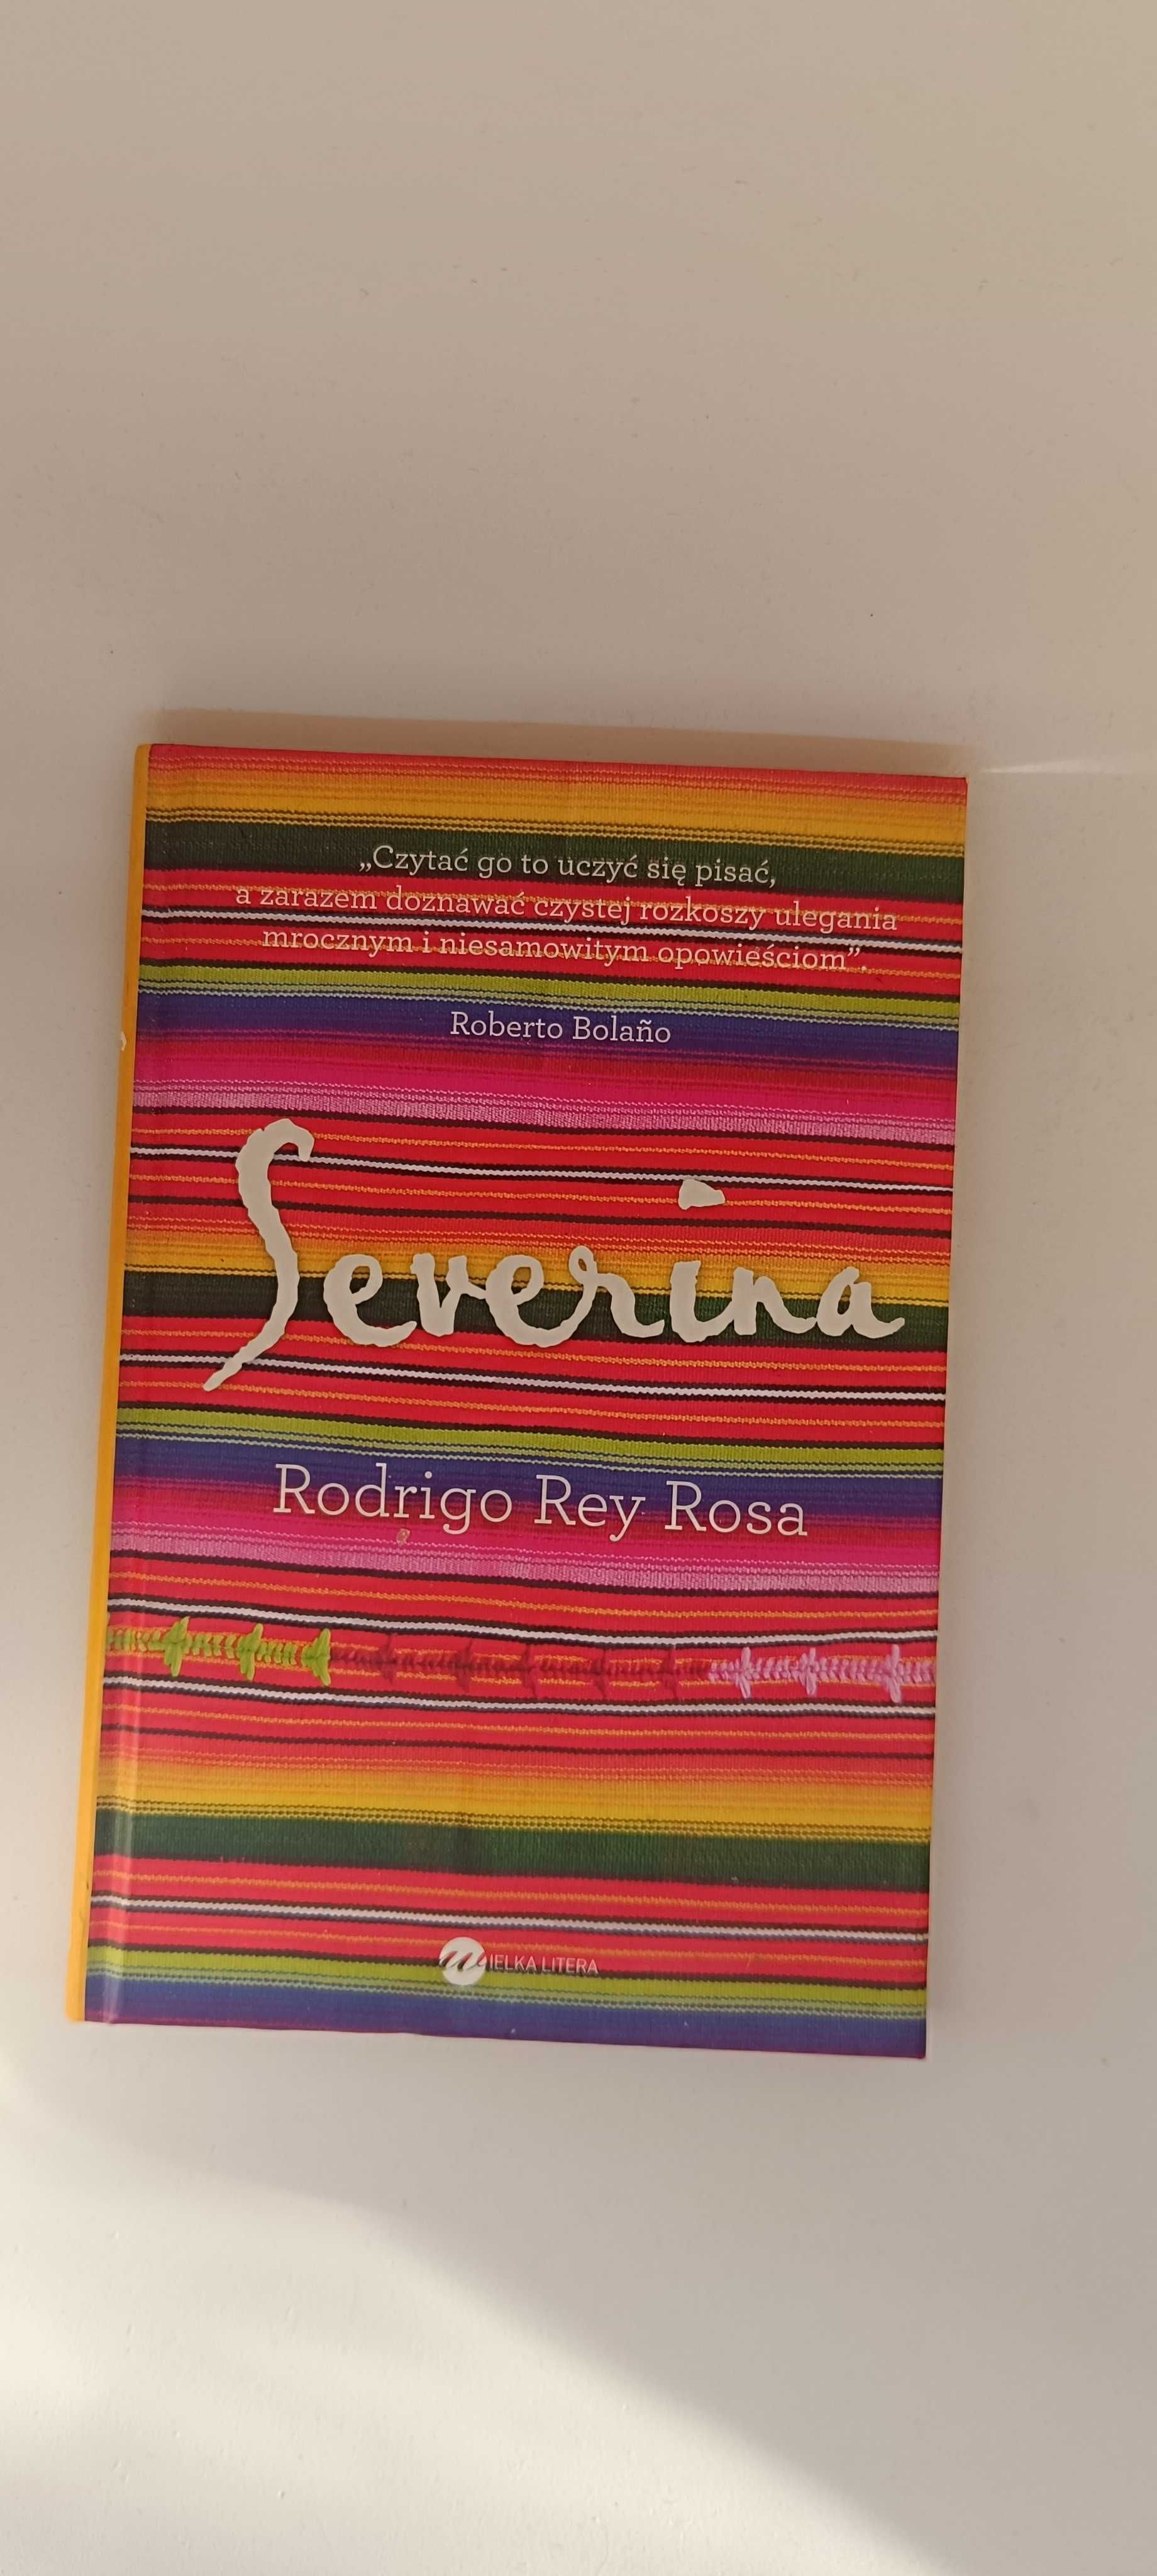 „Czytać go to uczyć się pisać,
a zarazem doznawać czystej rozkoszy ulegania
mrocznym i niesamowitym opowieściom”.
Roberto Bolaño
Severina
Rodrigo Rey Rosa
WIELKA LITERA